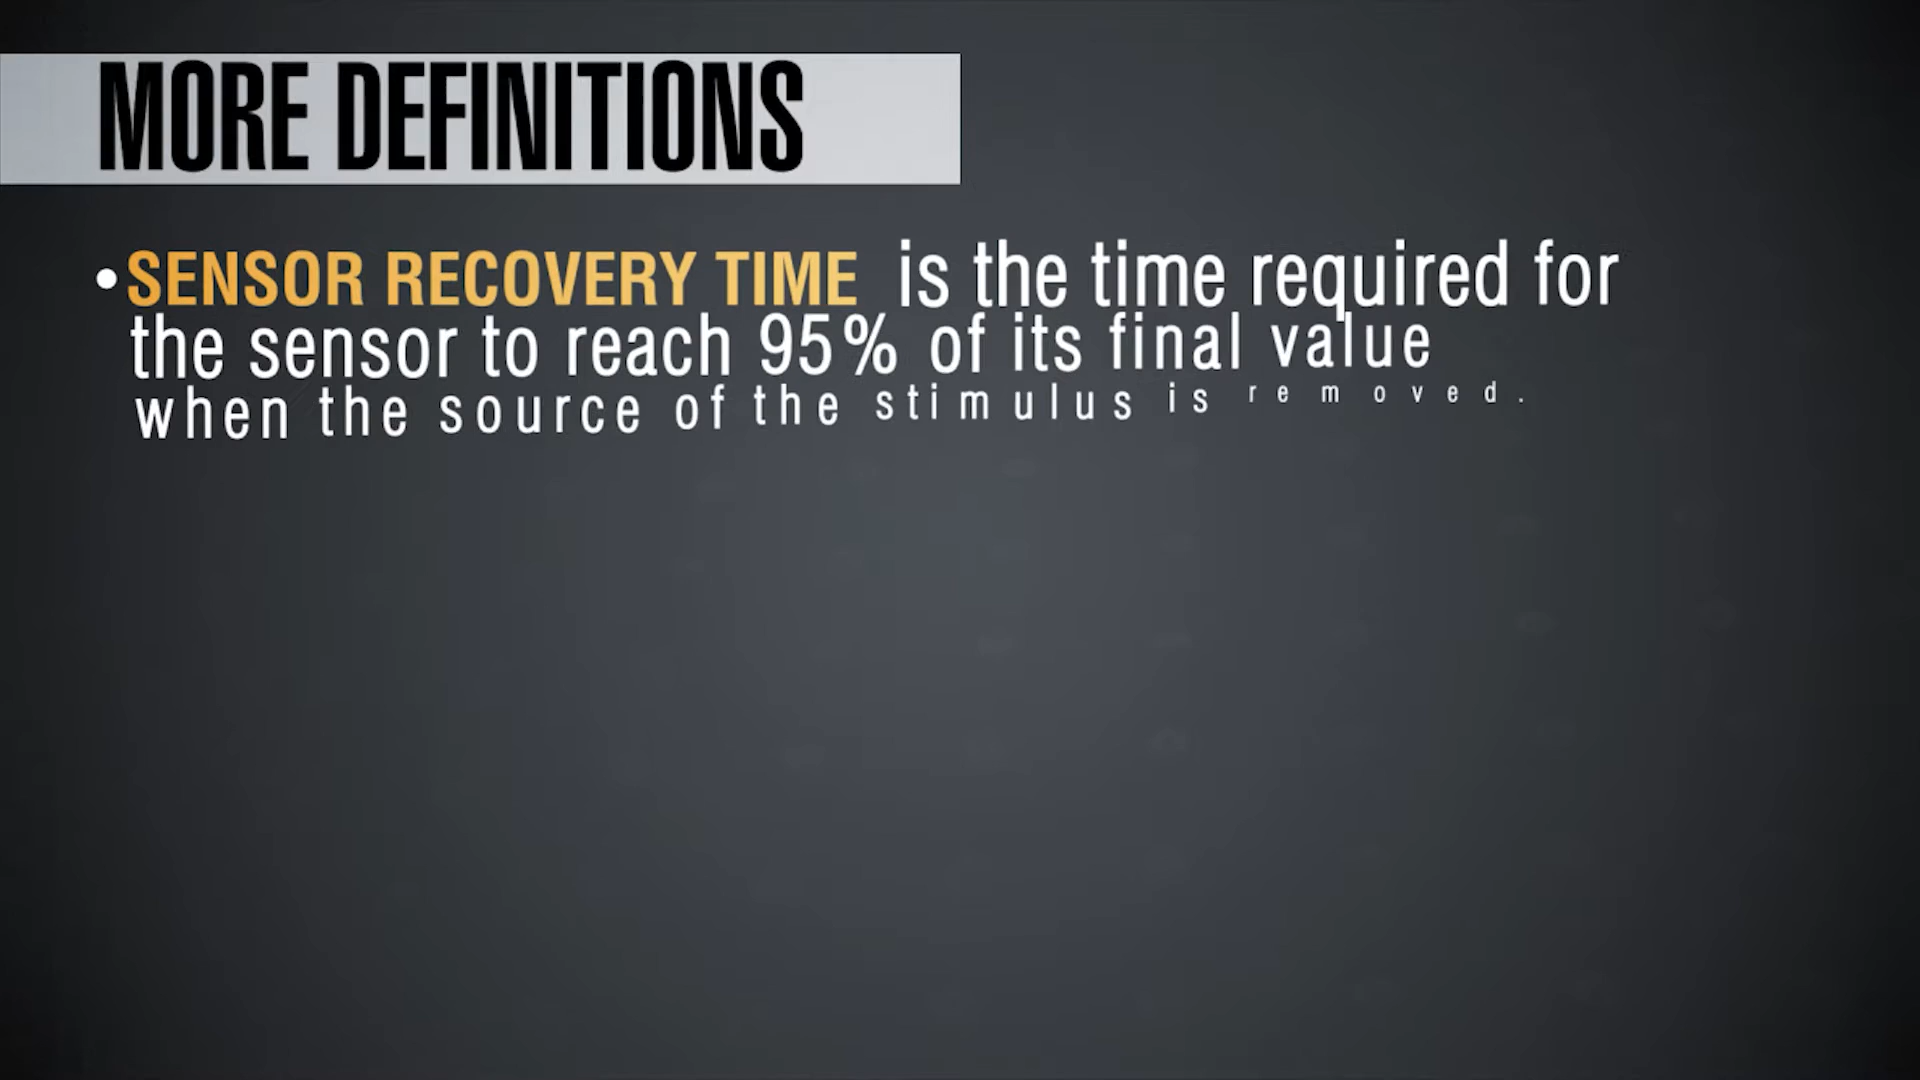 MORE DEFINITIONS
•SENSOR RECOVERY TIME is the time required for
the sensor to reach 95% of its final value
when the source of the stimulus is removed.